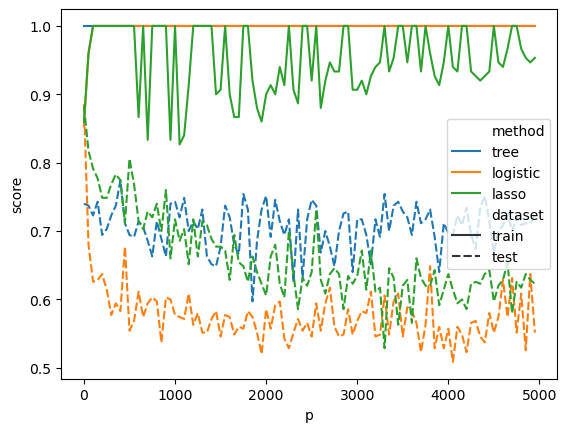 1.0
0.9
0.8
0.7
0.6
0.5
score
0 1000 2000 3000 4000 5000
p
method
tree
logistic
lasso
dataset
train
test